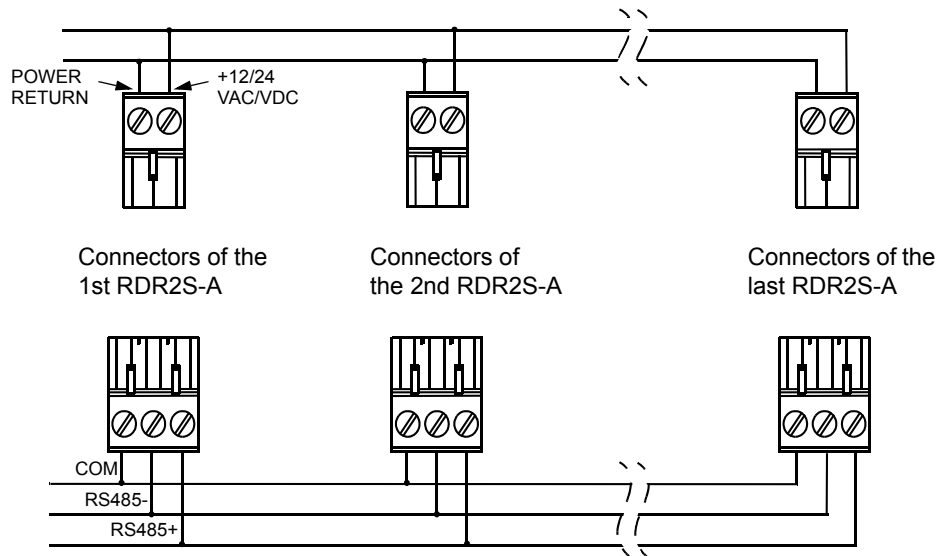 POWER
RETURN
+12/24
VAC/VDC
Connectors of the
1st RDR2S-A
Connectors of
the 2nd RDR2S-A
Connectors of the
last RDR2S-A
COM
RS485-
RS485+